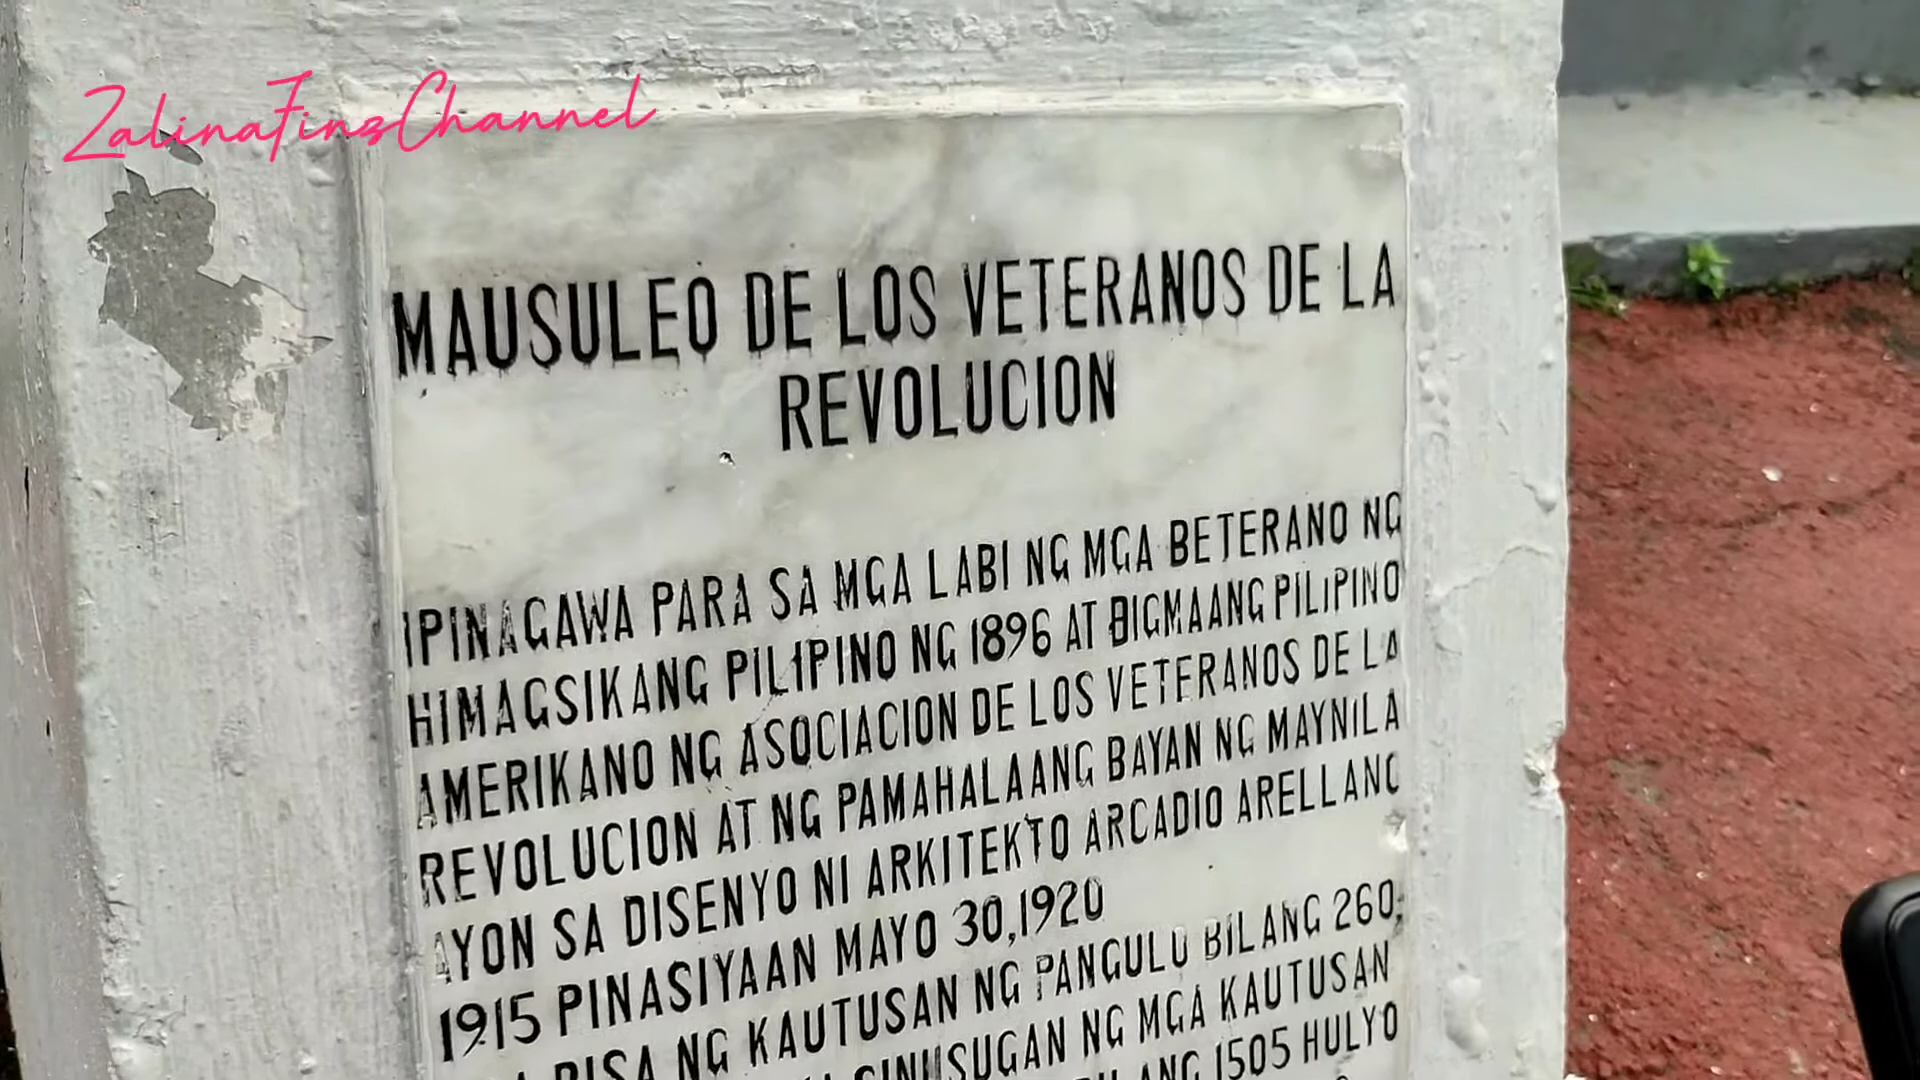 ZalinaFinsChannel
MAUSULEO DE LOS VETERANOS DE LA
REVOLUCION
IPINAGAWA PARA SA MGA LABI NG MGA BETERANO NG
HIMAGSIKANG PILIPINO NG 1896 AT DIGMAANG PILIPINO
AMERIKANO NG ASOCIACION DE LOS VETERANOS DE LA
REVOLUCION AT NG PAMAHALAANG BAYAN NG MAYNILA
AYON SA DISENYO NI ARKITEKTO ARCADIO ARELLANO
1915 PINASIYAAN MAYO 30,1920
BISA NG KAUTUSAN NG PANGULO BILANG 260,
SINUSUGAN NG MGA KAUTUSAN
1505 HULYO